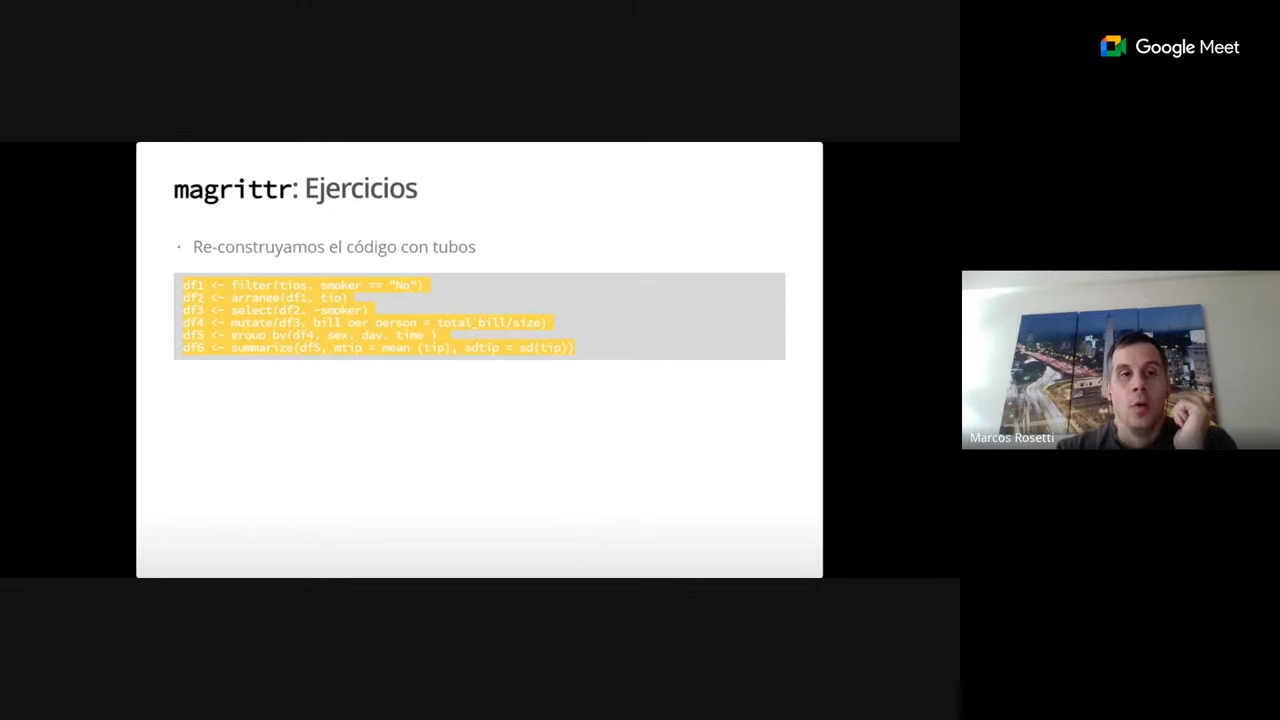 Google Meet
magrittr: Ejercicios
· Re-construyamos el código con tubos
df1 <- filter(tips, smoker == "No")
df2 <- arrange(df1, tip)
df3 <- select(df2, -smoker)
df4 <- mutate(df3, bill_per_person = total_bill/size)
df5 <- group_by(df4, sex, day, time )
df6 <- summarize(df5, mtip = mean (tip), sdtip = sd(tip))
Marcos Rosetti